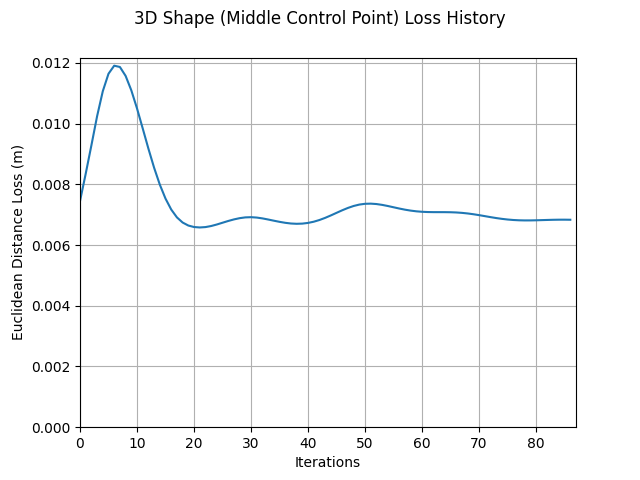 3D Shape (Middle Control Point) Loss History
0.012
0.010
0.008
0.006
0.004
0.002
0.000
Euclidean Distance Loss (m)
0 10 20 30 40 50 60 70 80
Iterations